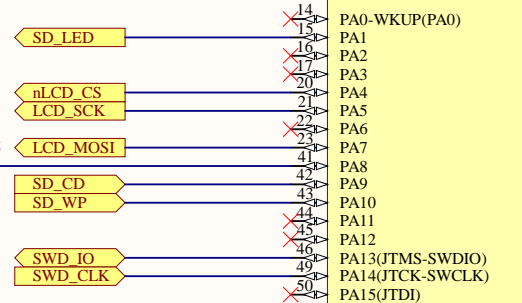 14 PA0-WKUP(PA0)
SD_LED 15 PA1
16 PA2
17 PA3
nLCD_CS 20 PA4
LCD_SCK 21 PA5
22 PA6
LCD_MOSI 23 PA7
41 PA8
SD_CD 42 PA9
SD_WP 43 PA10
44 PA11
45 PA12
SWD_IO 46 PA13(JTMS-SWDIO)
SWD_CLK 49 PA14(JTCK-SWCLK)
50 PA15(JTDI)